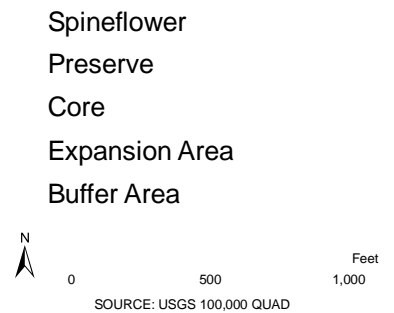 Spineflower
Preserve
Core
Expansion Area
Buffer Area
N
Feet
0 500 1,000
SOURCE: USGS 100,000 QUAD